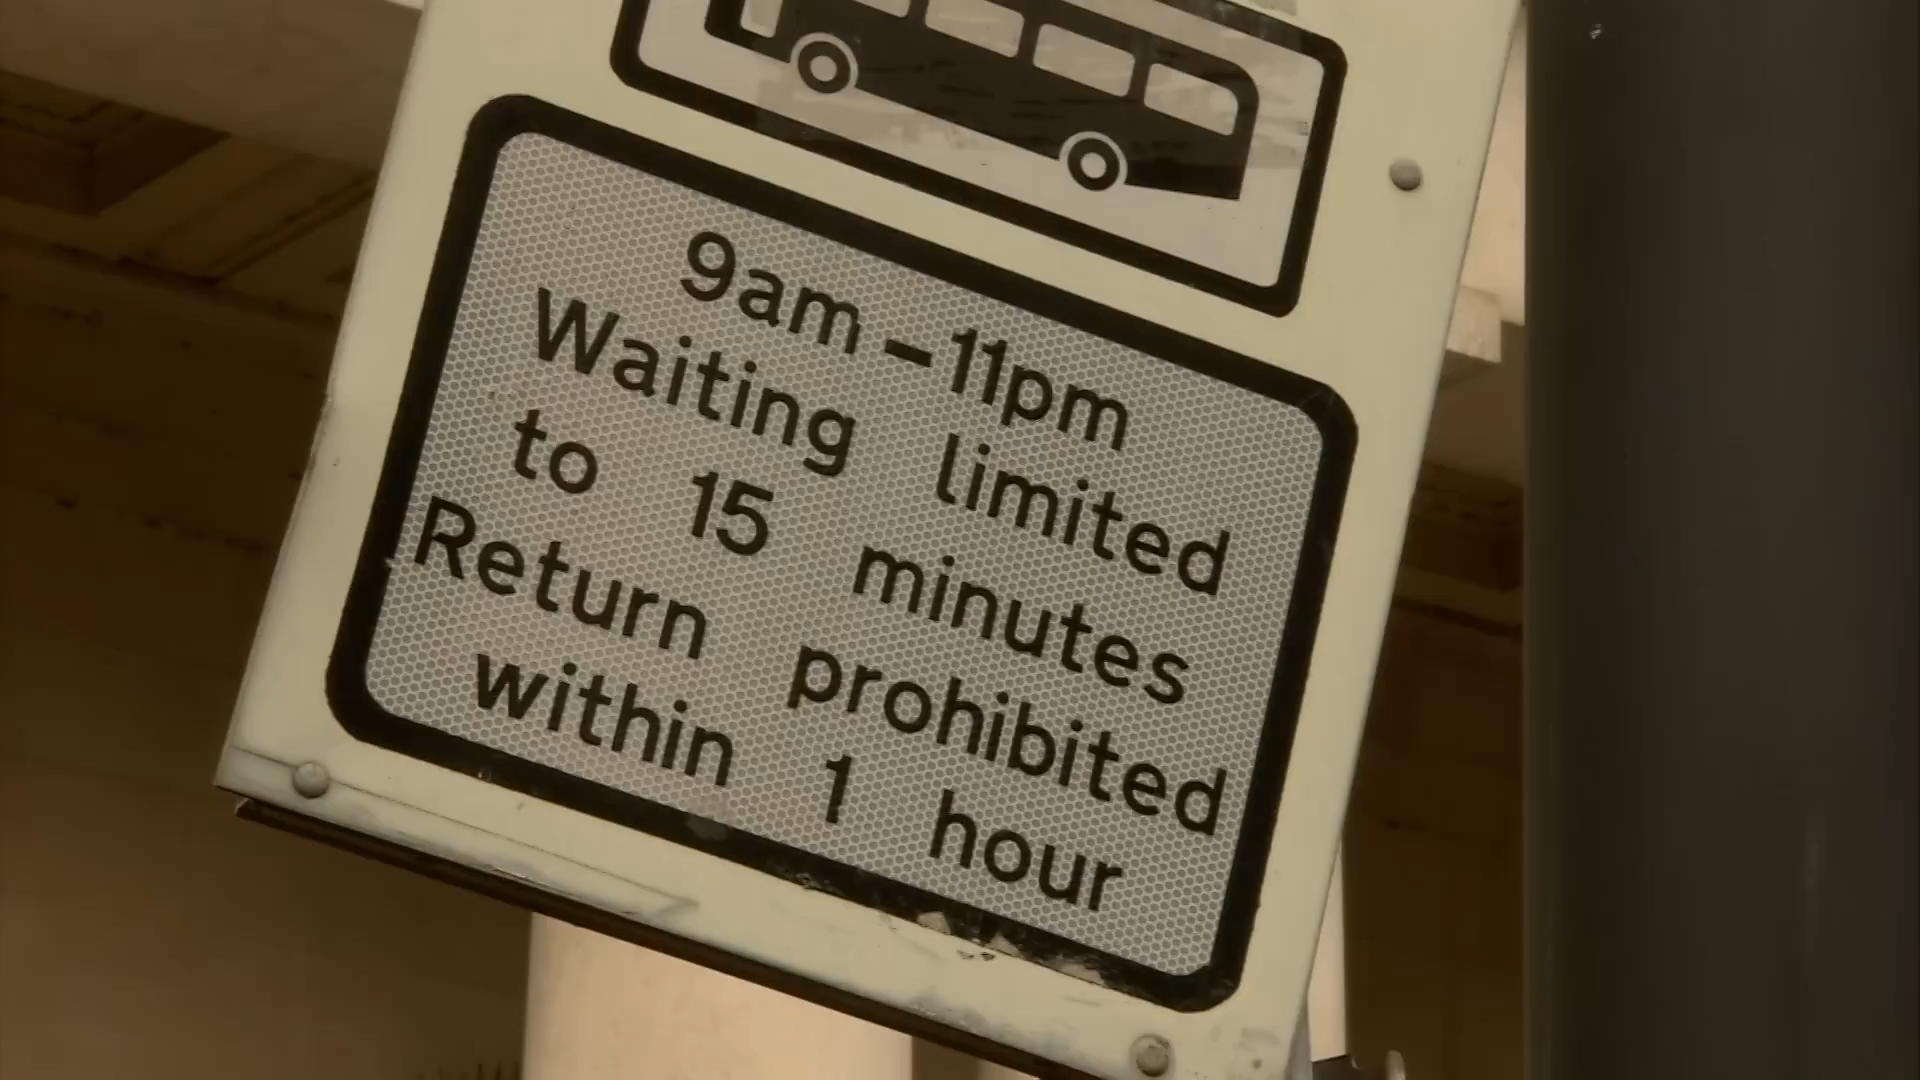 9am–11pm
Waiting limited
to 15 minutes
Return prohibited
within 1 hour